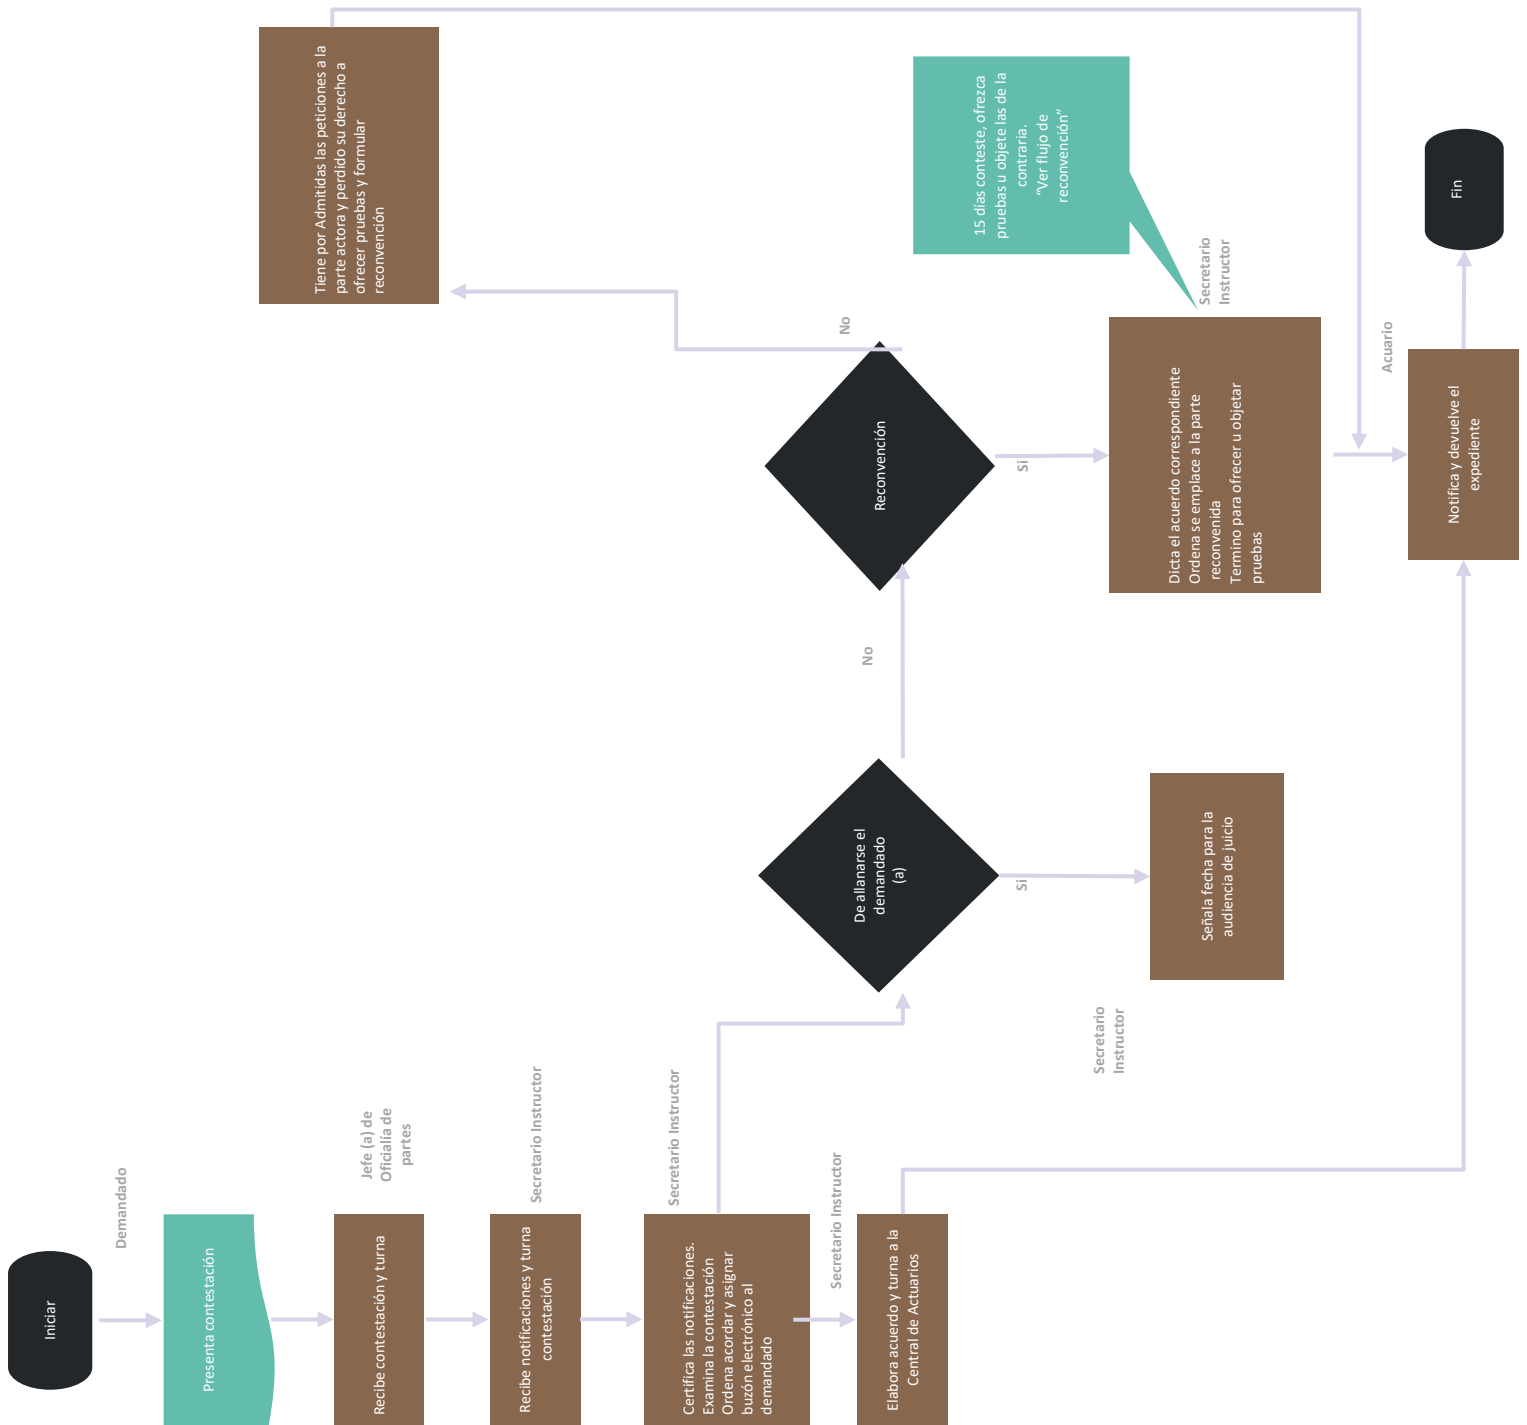 Iniciar
Demandado
Presenta contestación
Jefe (a) de
Oficialía de
partes
Recibe contestación y turna
Secretario Instructor
Recibe notificaciones y turna
contestación
Secretario Instructor
Certifica las notificaciones.
Examina la contestación
Ordena acordar y asignar
buzón electrónico al
demandado
Secretario Instructor
Elabora acuerdo y turna a la
Central de Actuarios
De allanarse el
demandado
(a)
Si
No
Secretario
Instructor
Señala fecha para la
audiencia de juicio
Reconvención
No
Si
Tiene por Admitidas las peticiones a la
parte actora y perdido su derecho a
ofrecer pruebas y formular
reconvención
15 días conteste, ofrezca
pruebas u objete las de la
contraria.
“Ver flujo de
reconvención”
Secretario
Instructor
Dicta el acuerdo correspondiente
Ordena se emplace a la parte
reconvenida
Termino para ofrecer u objetar
pruebas
Acuario
Notifica y devuelve el
expediente
Fin